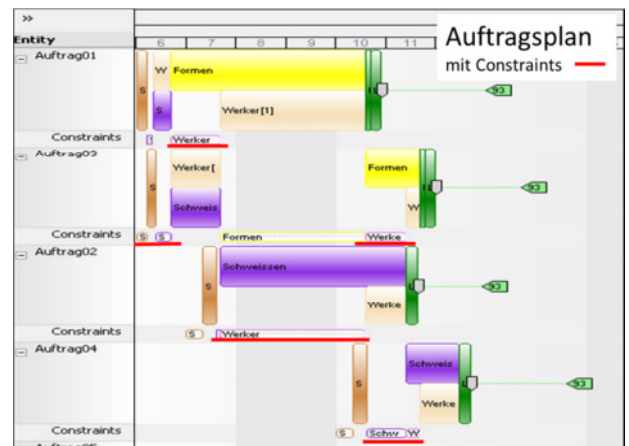 »
Auftragsplan
mit Constraints
Entity
6 7 8 9 10 11
Auftrag01
W Formen
S
S
Werker[1]
93
Constraints
Werker
Auftrag03
Werker[
Formen
S
Schweis
W
93
Constraints
S S Formen Werke
Auftrag02
Schweissen
S
Werke
93
Constraints
S Werker
Auftrag04
Schweis
S
Werke
93
Constraints
S Schw W